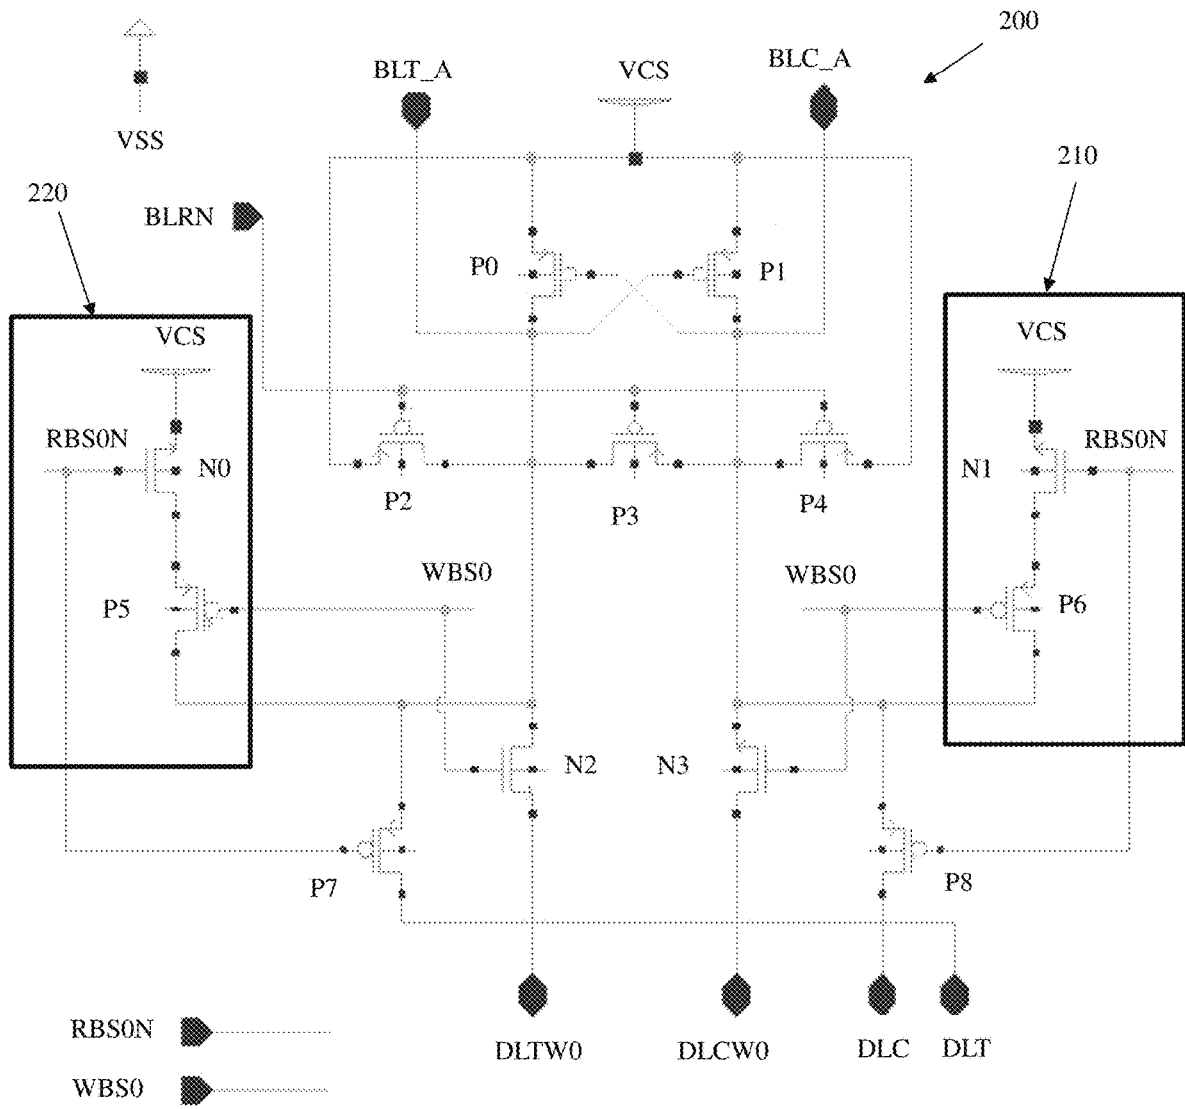 200
BLT_A
VCS
BLC_A
VSS
220
210
BLRN
P0
P1
VCS
VCS
RBS0N
N0
N1
RBS0N
P2
P3
P4
WBS0
WBS0
P5
P6
N2
N3
P7
P8
RBS0N
DLTW0
DLCW0
DLC
DLT
WBS0